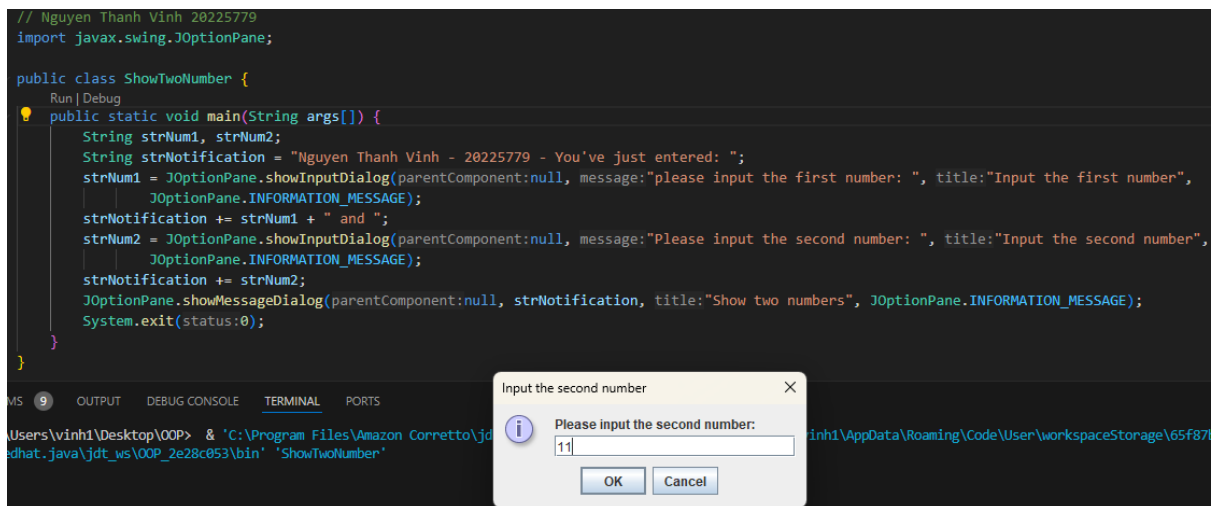 // Nguyen Thanh Vinh 20225779
import javax.swing.JOptionPane;
public class ShowTwoNumber {
Run | Debug
public static void main(String args[]) {
String strNum1, strNum2;
String strNotification = "Nguyen Thanh Vinh - 20225779 - You've just entered: ";
strNum1 = JOptionPane.showInputDialog(parentComponent:null, message:"please input the first number: ", title:"Input the first number",
JOptionPane.INFORMATION_MESSAGE);
strNotification += strNum1 + " and ";
strNum2 = JOptionPane.showInputDialog(parentComponent:null, message:"Please input the second number: ", title:"Input the second number",
JOptionPane.INFORMATION_MESSAGE);
strNotification += strNum2;
JOptionPane.showMessageDialog(parentComponent:null, strNotification, title:"Show two numbers", JOptionPane.INFORMATION_MESSAGE);
System.exit(status:0);
}
}
MS 9 OUTPUT DEBUG CONSOLE TERMINAL PORTS
\Users\vinh1\Desktop\OOP> & 'C:\Program Files\Amazon Corretto\jd
inh1\AppData\Roaming\Code\User\workspaceStorage\65f87
edhat.java\jdt_ws\OOP_2e28c053\bin' 'ShowTwoNumber'
Input the second number
Please input the second number:
11
OK Cancel